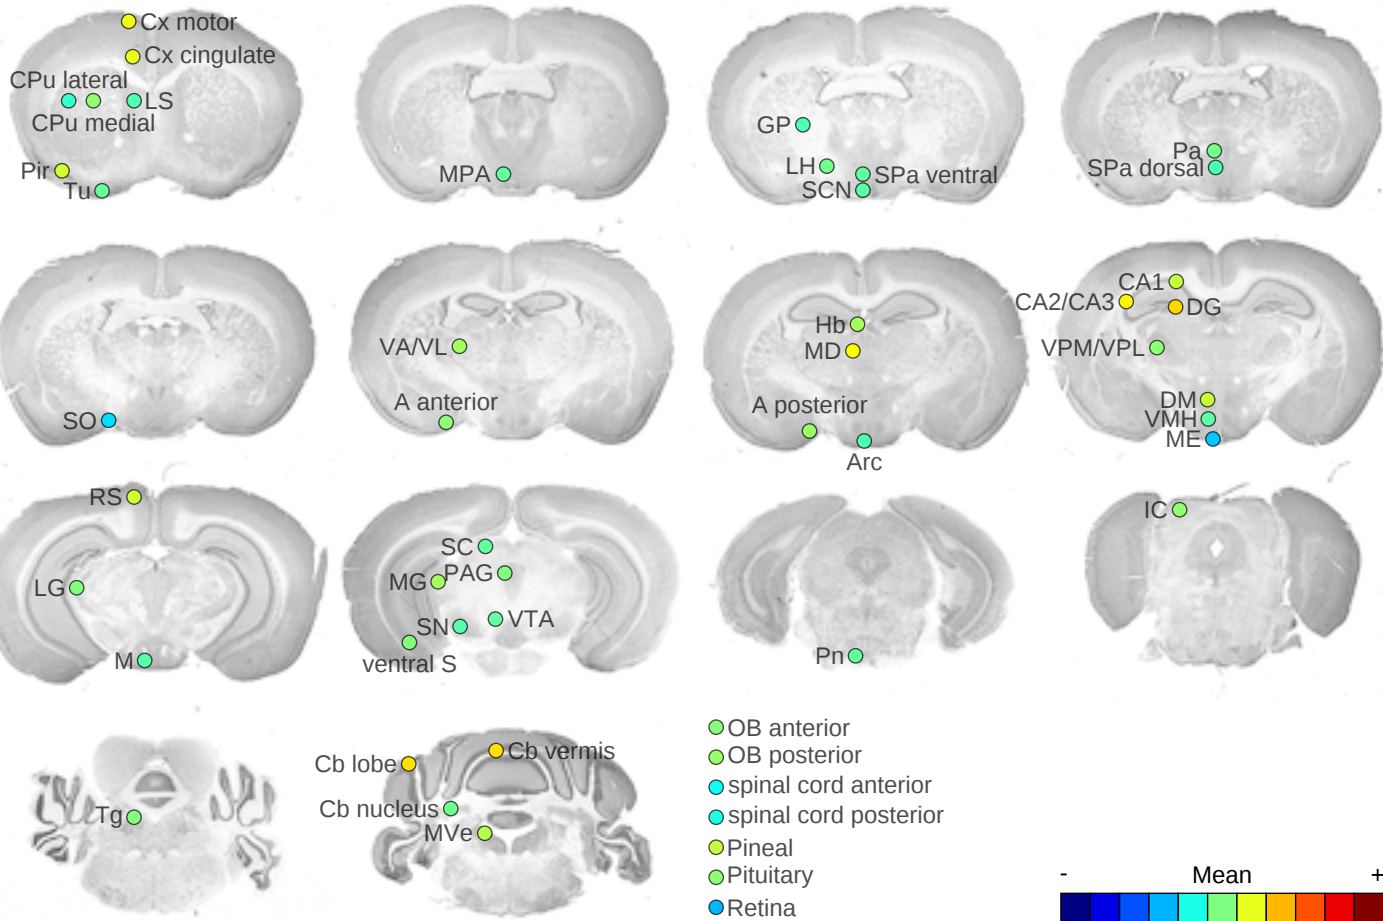 Cx motor
Cx cingulate
CPu lateral
LS
CPu medial
Pir
Tu
MPA
GP
LH
SPa ventral
SCN
Pa
SPa dorsal
SO
VA/VL
A anterior
Hb
MD
A posterior
Arc
CA1
CA2/CA3
DG
VPM/VPL
DM
VMH
ME
RS
LG
M
SC
MG
PAG
SN
VTA
ventral S
Pn
IC
Tg
Cb lobe
Cb vermis
Cb nucleus
MVe
OB anterior
OB posterior
spinal cord anterior
spinal cord posterior
Pineal
Pituitary
Retina
- Mean +